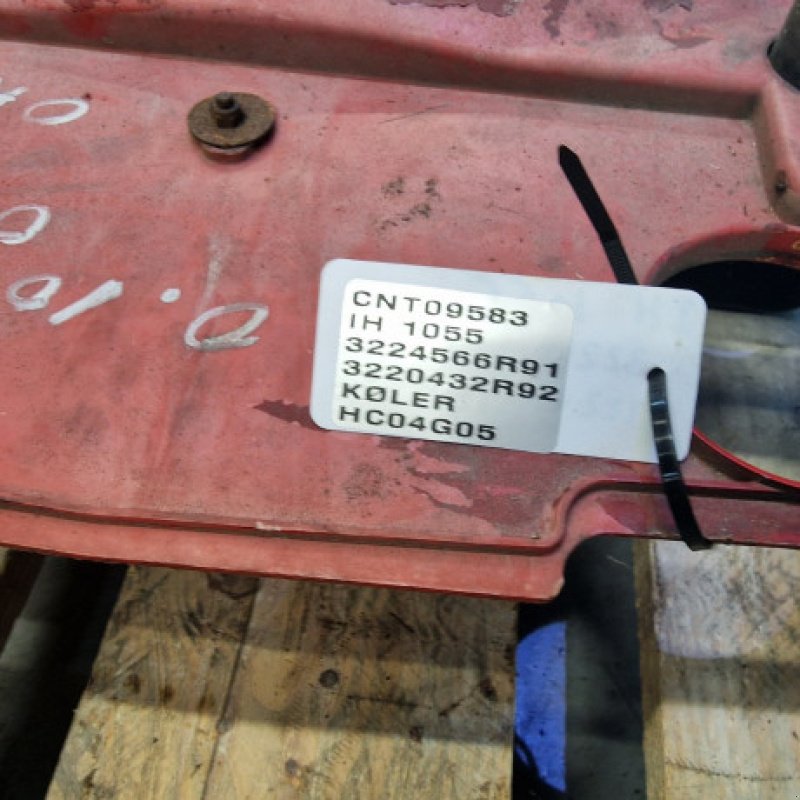 CNT09583
IH 1055
3224566R91
3220432R92
KØLER
HC04G05